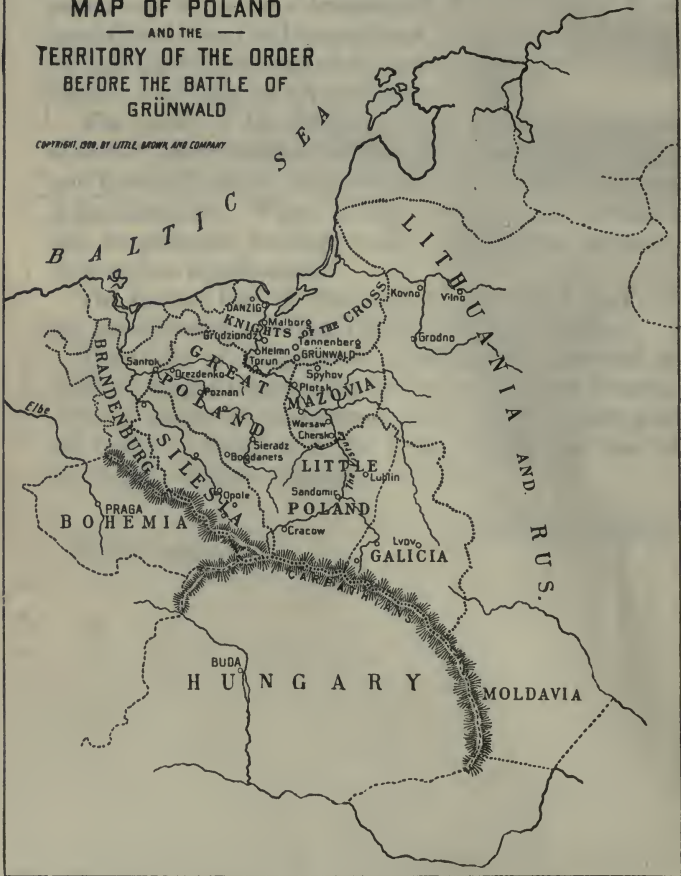 MAP OF POLAND
AND THE
TERRITORY OF THE ORDER
BEFORE THE BATTLE OF
GRÜNWALD
COPYRIGHT, 1900, BY LITTLE, BROWN, AND COMPANY
BALTIC SEA
LITHUANIA AND RUS.
DANZIG
KNIGHTS OF THE CROSS
Malborg
Grudziondz
Tannenberg
Helmn
GRÜNWALD
Torun
Kovno
Vilno
Grodno
BRANDENBURG
Santok
Drezdenko
GREAT
POLAND
Poznan
Spyhov
Plotsk
MAZOVIA
Warsaw
Chersk
Elbe
SILESIA
Sieradz
Bogdanets
LITTLE
POLAND
Lublin
Sandomir
Opole
PRAGA
BOHEMIA
Cracow
Lvov
GALICIA
CARPATHIANS
BUDA
HUNGARY
MOLDAVIA